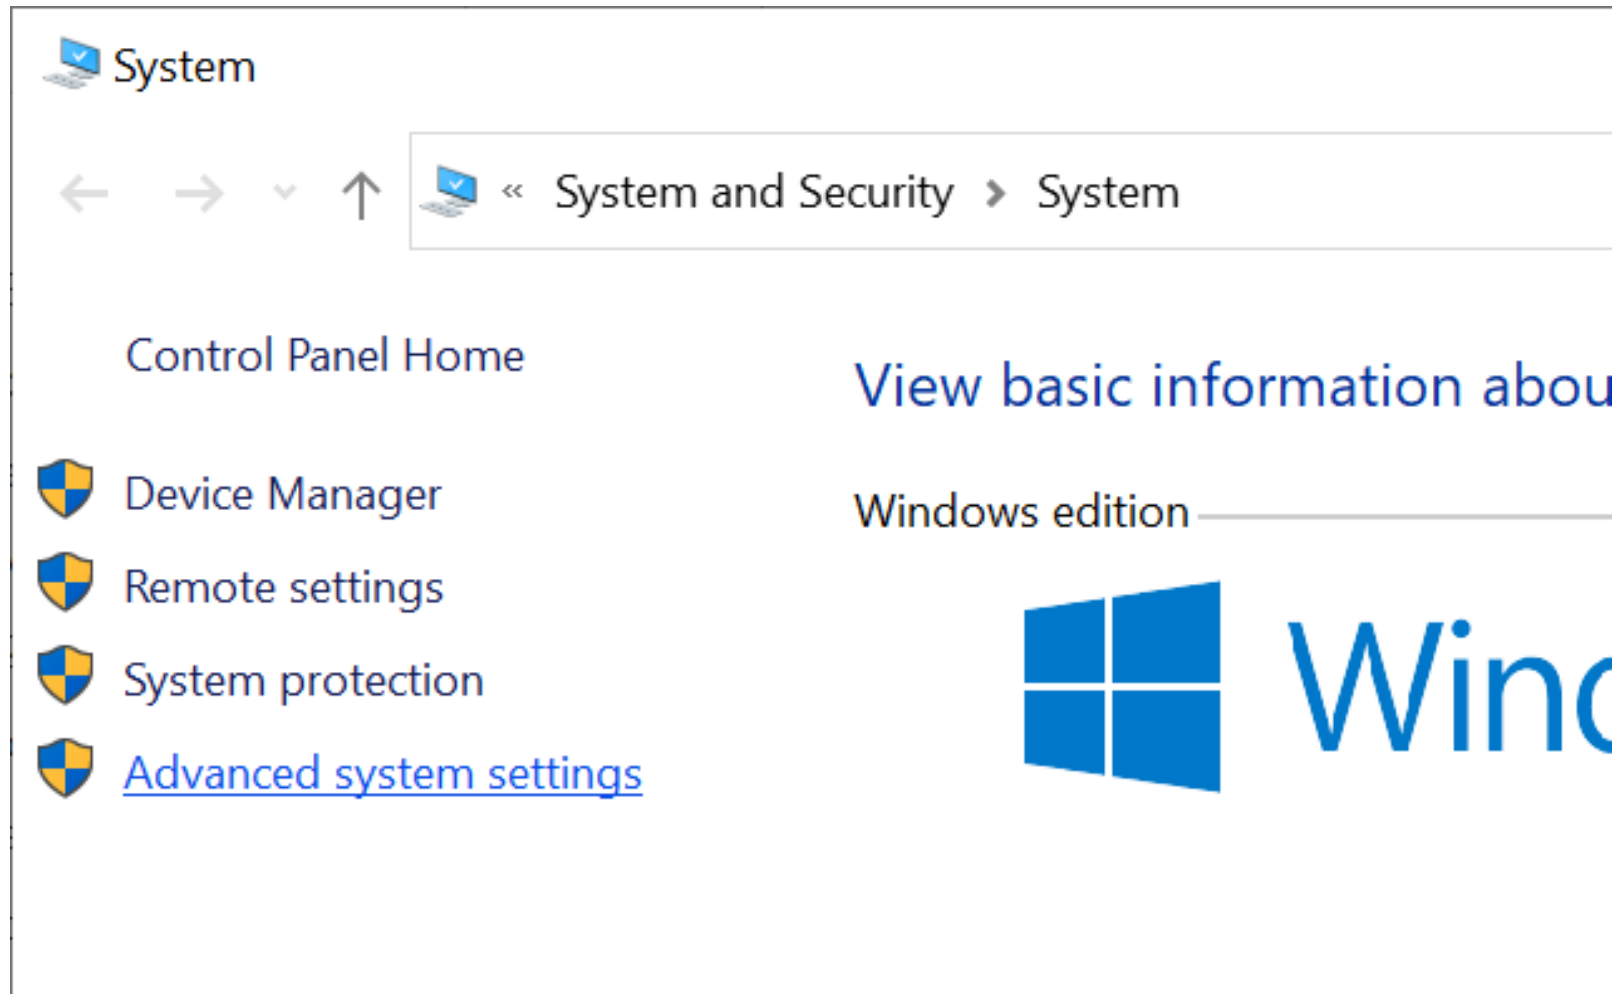 System
« System and Security > System
Control Panel Home
View basic information abou
Device Manager
Windows edition
Remote settings
System protection
Advanced system settings
Wind